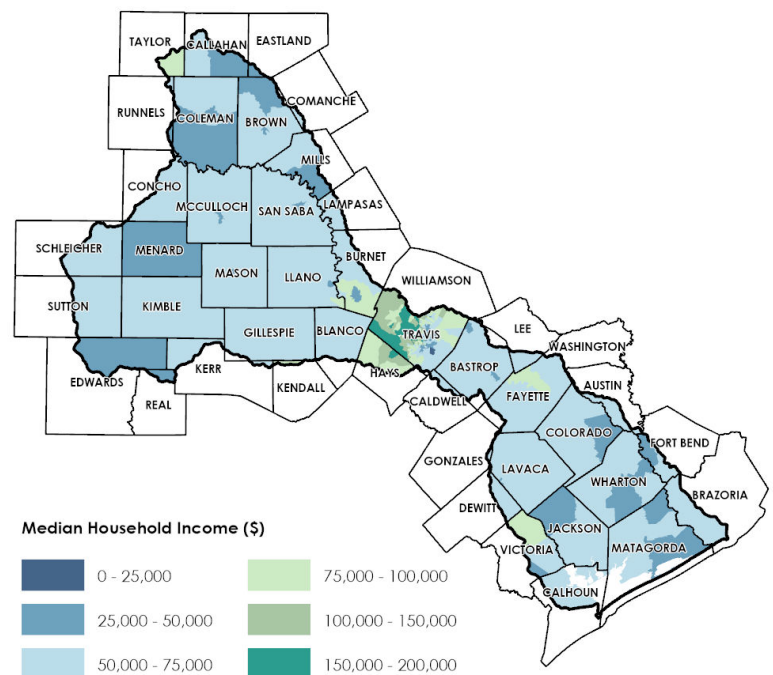 TAYLOR
CALLAHAN
EASTLAND
RUNNELS
COLEMAN
BROWN
COMANCHE
MILLS
CONCHO
MCCULLOCH
SAN SABA
LAMPASAS
SCHLEICHER
MENARD
BURNET
WILLIAMSON
MASON
LLANO
SUTTON
KIMBLE
GILLESPIE
BLANCO
TRAVIS
LEE
WASHINGTON
EDWARDS
KERR
KENDALL
HAYS
BASTROP
REAL
CALDWELL
FAYETTE
AUSTIN
COLORADO
FORT BEND
GONZALES
LAVACA
WHARTON
BRAZORIA
DEWITT
JACKSON
VICTORIA
MATAGORDA
CALHOUN
Median Household Income ($)
0 - 25,000
25,000 - 50,000
50,000 - 75,000
75,000 - 100,000
100,000 - 150,000
150,000 - 200,000